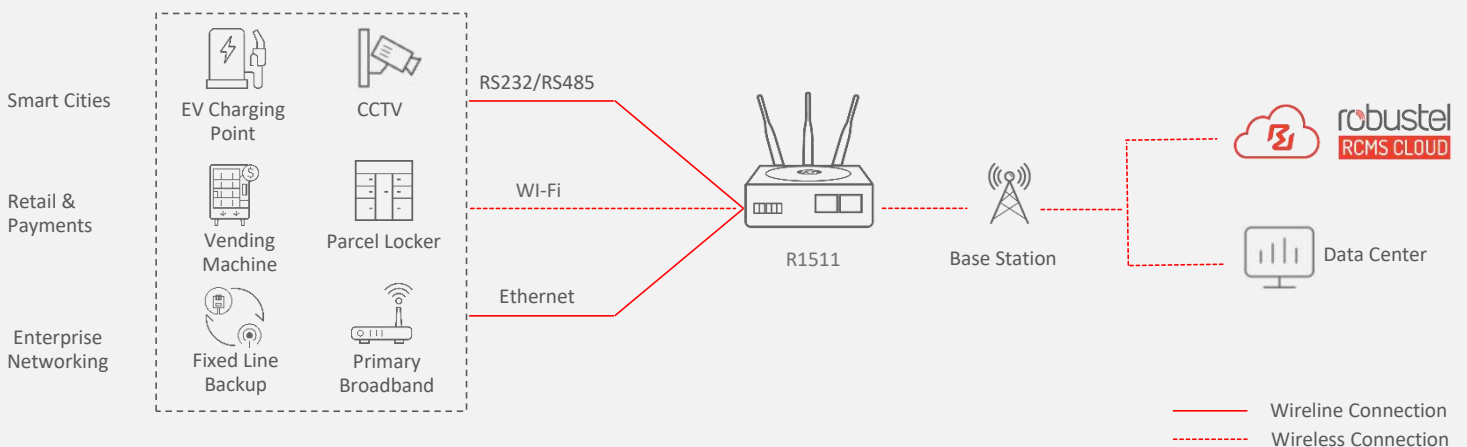 Smart Cities
EV Charging
Point
CCTV
RS232/RS485
Retail &
Payments
Vending
Machine
Parcel Locker
WI-Fi
Enterprise
Networking
Fixed Line
Backup
Primary
Broadband
Ethernet
R1511
Base Station
robustel
RCMS CLOUD
Data Center
Wireline Connection
Wireless Connection